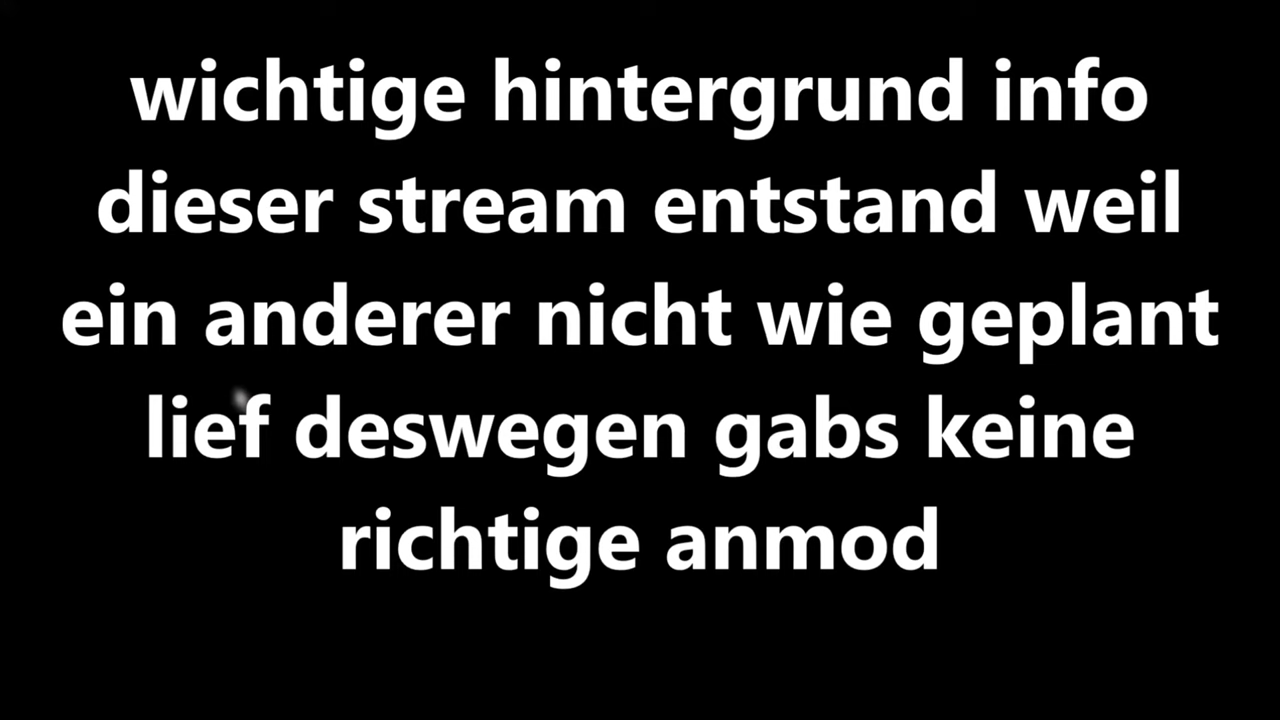 wichtige hintergrund info
dieser stream entstand weil
ein anderer nicht wie geplant
lief deswegen gabs keine
richtige anmod